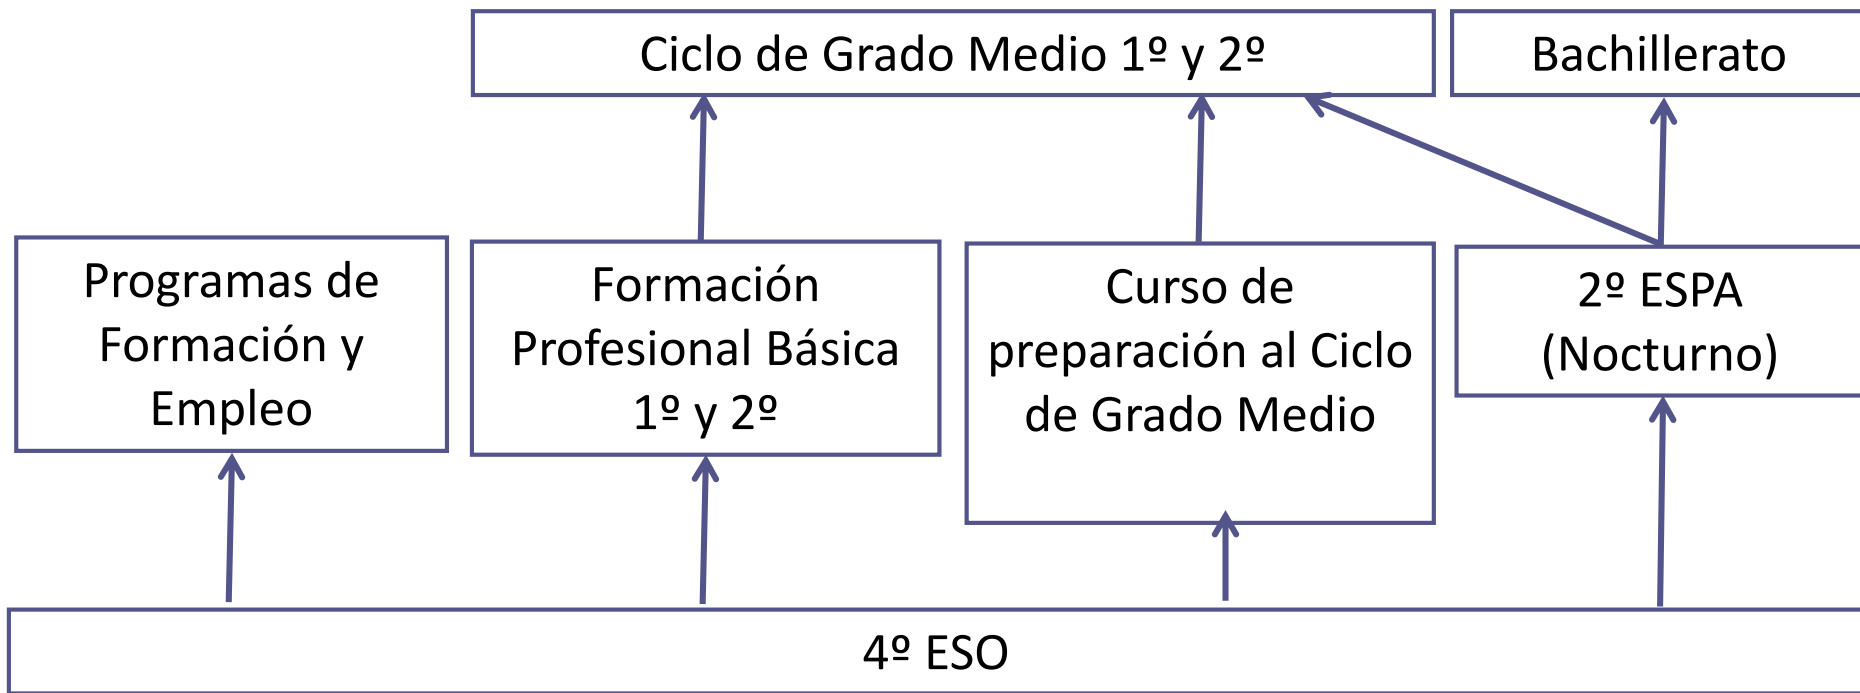 Ciclo de Grado Medio 1º y 2º
Bachillerato
Programas de
Formación y
Empleo
Formación
Profesional Básica
1º y 2º
Curso de
preparación al Ciclo
de Grado Medio
2º ESPA
(Nocturno)
4º ESO